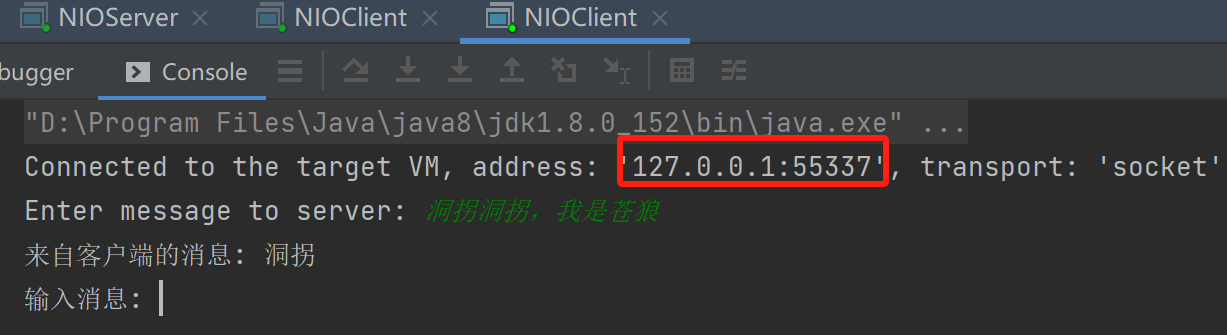 NIOServer NIOClient NIOClient
bugger Console
"D:\Program Files\Java\java8\jdk1.8.0_152\bin\java.exe" ...
Connected to the target VM, address: '127.0.0.1:55337', transport: 'socket'
Enter message to server: 洞拐洞拐，我是苍狼
来自客户端的消息: 洞拐
输入消息: